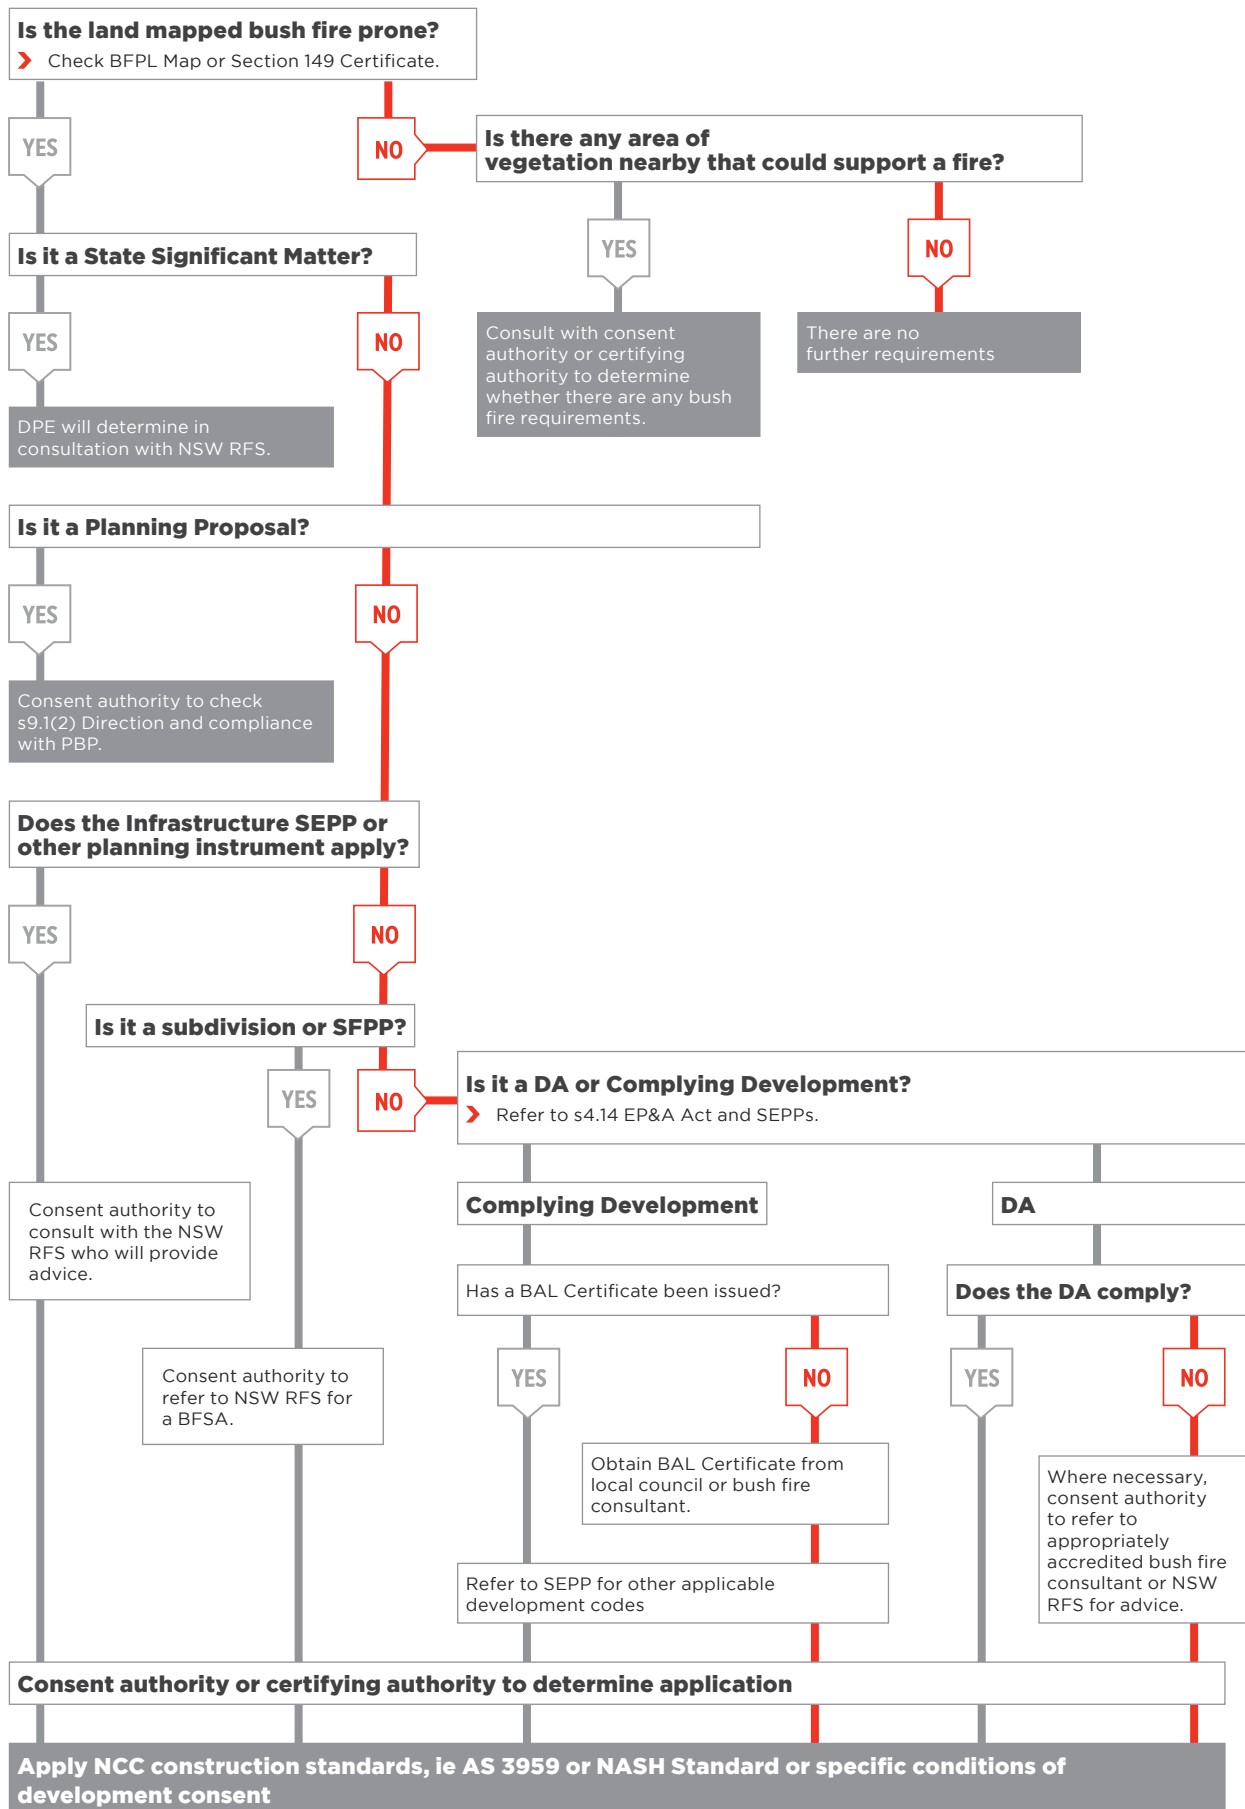 Is the land mapped bush fire prone?
Check BFPL Map or Section 149 Certificate.
YES
NO
Is there any area of
vegetation nearby that could support a fire?
YES
NO
Consult with consent
authority or certifying
authority to determine
whether there are any bush
fire requirements.
There are no
further requirements
Is it a State Significant Matter?
YES
NO
DPE will determine in
consultation with NSW RFS.
Is it a Planning Proposal?
YES
NO
Consent authority to check
s9.1(2) Direction and compliance
with PBP.
Does the Infrastructure SEPP or
other planning instrument apply?
YES
NO
Is it a subdivision or SFPP?
YES
NO
Is it a DA or Complying Development?
Refer to s4.14 EP&A Act and SEPPs.
Consent authority to
consult with the NSW
RFS who will provide
advice.
Complying Development
DA
Has a BAL Certificate been issued?
Does the DA comply?
Consent authority to
refer to NSW RFS for
a BFSA.
YES
NO
YES
NO
Obtain BAL Certificate from
local council or bush fire
consultant.
Where necessary,
consent authority
to refer to
appropriately
accredited bush fire
consultant or NSW
RFS for advice.
Refer to SEPP for other applicable
development codes
Consent authority or certifying authority to determine application
Apply NCC construction standards, ie AS 3959 or NASH Standard or specific conditions of
development consent